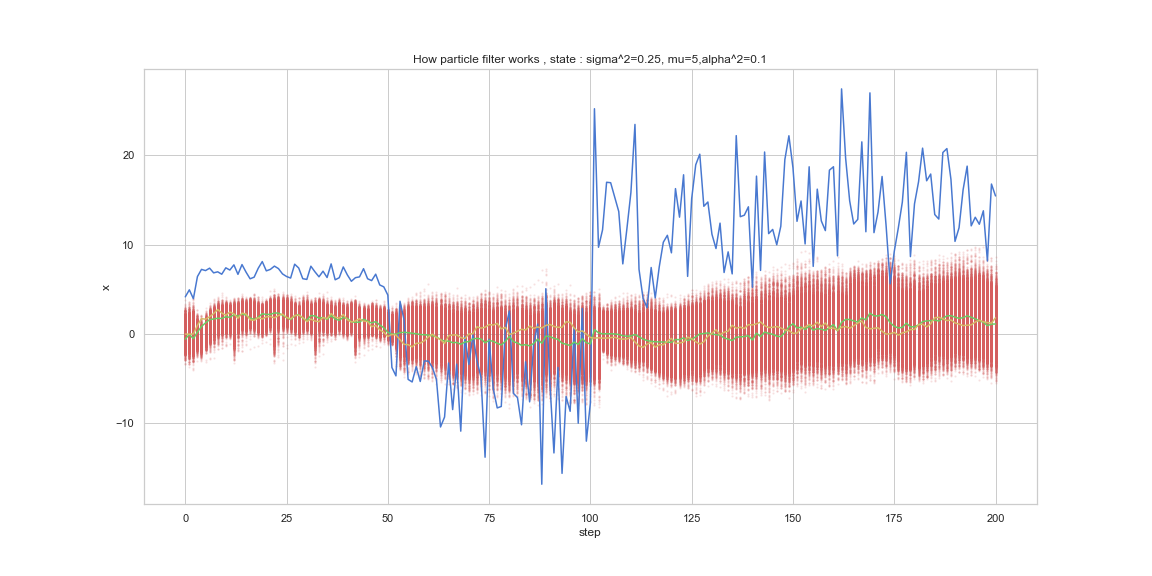 How particle filter works , state : sigma^2=0.25, mu=5,alpha^2=0.1
20
10
0
−10
x
0 25 50 75 100 125 150 175 200
step